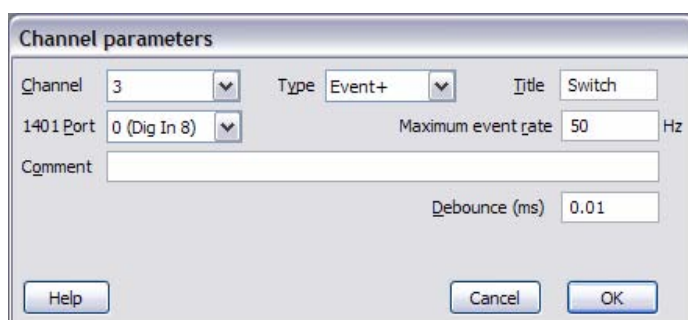 Channel parameters
Channel 3 Type Event+ Title Switch
1401 Port 0 (Dig In 8) Maximum event rate 50 Hz
Comment
Debounce (ms) 0.01
Help Cancel OK